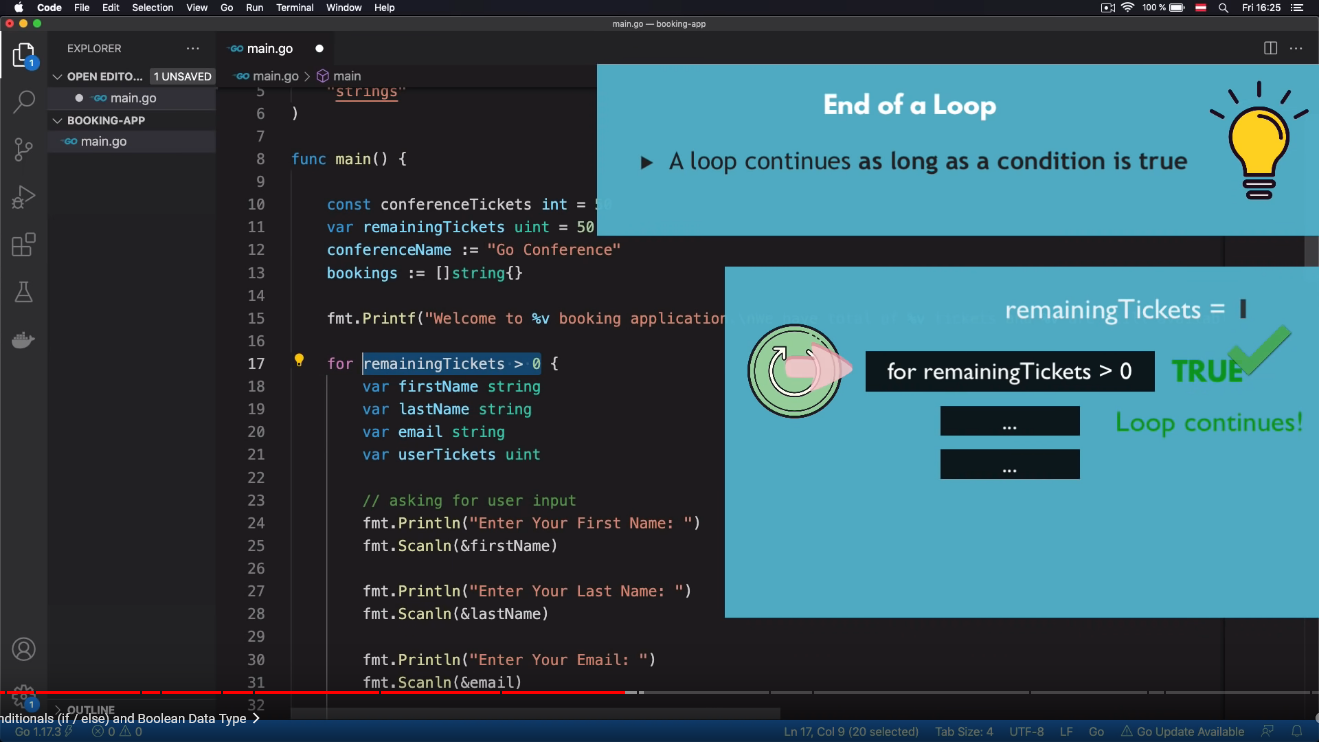 Code File Edit Selection View Go Run Terminal Window Help 100 % Fri 16:25
main.go — booking-app
EXPLORER ···
OPEN EDITO... 1 UNSAVED
GO main.go
BOOKING-APP
GO main.go
1
1
OUTLINE
GO main.go
GO main.go > main
5 "strings"
6 )
7
8 func main() {
9
10 const conferenceTickets int = 50
11 var remainingTickets uint = 50
12 conferenceName := "Go Conference"
13 bookings := []string{}
14
15 fmt.Printf("Welcome to %v booking application
16
17 for remainingTickets > 0 {
18 var firstName string
19 var lastName string
20 var email string
21 var userTickets uint
22
23 // asking for user input
24 fmt.Println("Enter Your First Name: ")
25 fmt.Scanln(&firstName)
26
27 fmt.Println("Enter Your Last Name: ")
28 fmt.Scanln(&lastName)
29
30 fmt.Println("Enter Your Email: ")
31 fmt.Scanln(&email)
32
End of a Loop
► A loop continues as long as a condition is true
remainingTickets = 1
for remainingTickets > 0 TRUE
... Loop continues!
...
nditionals (if / else) and Boolean Data Type >
Go 1.17.3 0 0 Ln 17, Col 9 (20 selected) Tab Size: 4 UTF-8 LF Go Go Update Available